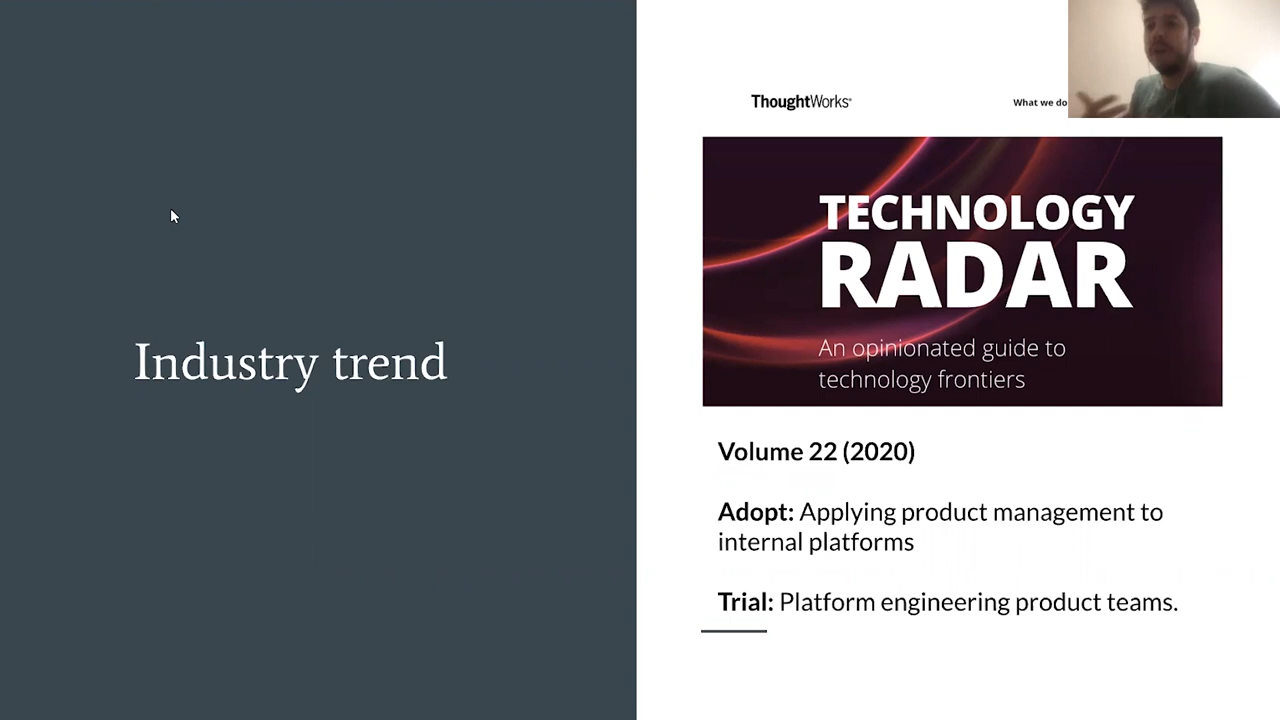 Industry trend
ThoughtWorks®
What we do
TECHNOLOGY
RADAR
An opinionated guide to
technology frontiers
Volume 22 (2020)
Adopt: Applying product management to
internal platforms
Trial: Platform engineering product teams.